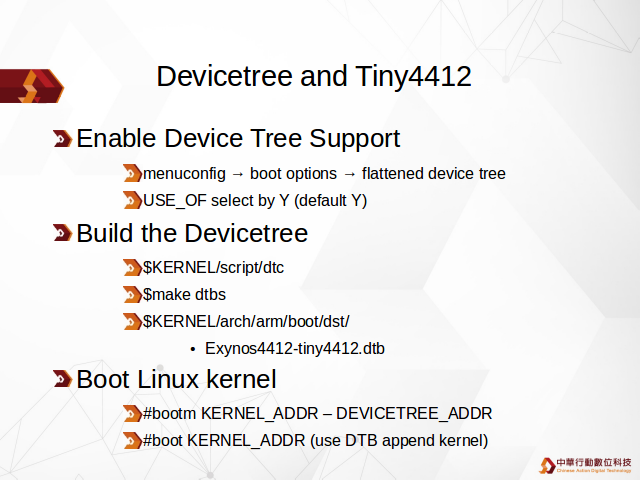 Devicetree and Tiny4412
Enable Device Tree Support
menuconfig → boot options → flattened device tree
USE_OF select by Y (default Y)
Build the Devicetree
$KERNEL/script/dtc
$make dtbs
$KERNEL/arch/arm/boot/dst/
• Exynos4412-tiny4412.dtb
Boot Linux kernel
#bootm KERNEL_ADDR – DEVICETREE_ADDR
#boot KERNEL_ADDR (use DTB append kernel)
中華行動數位科技
Chinese Action Digital Technology